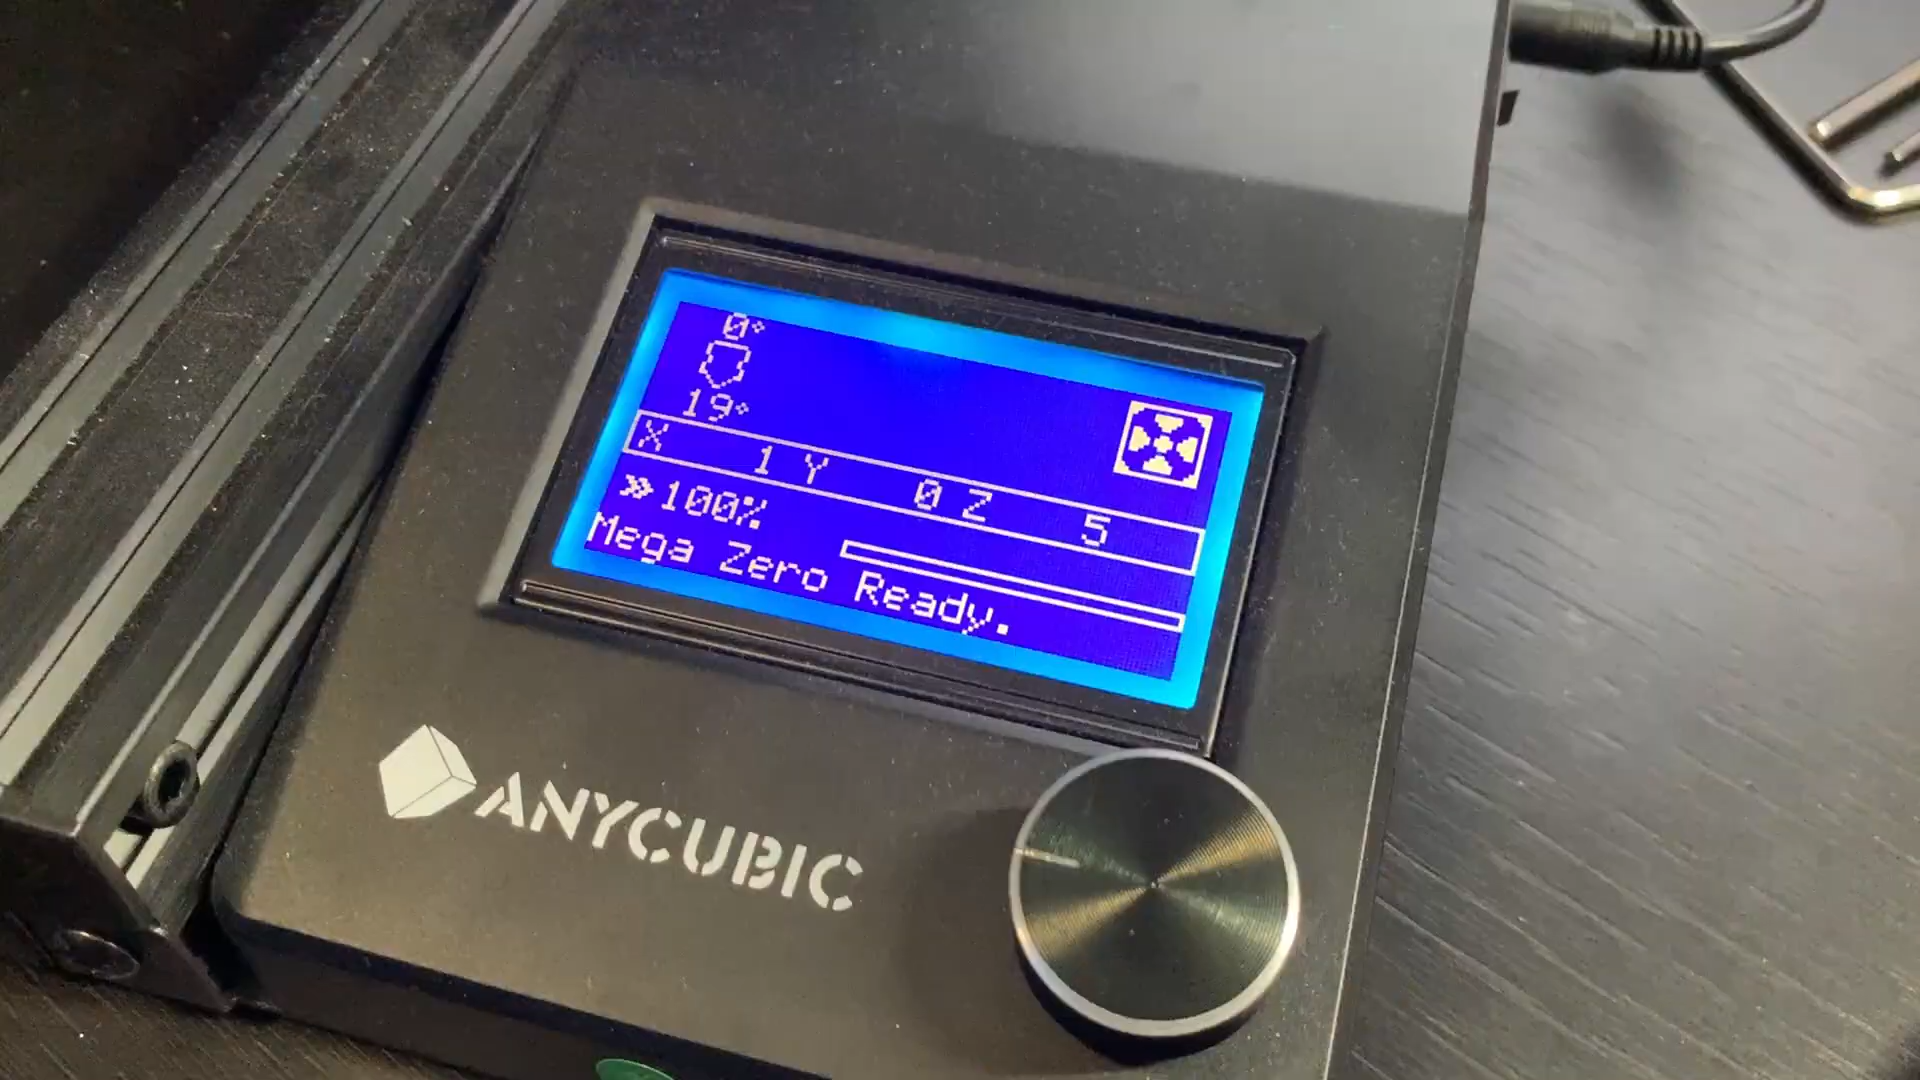 0°
19°
X 1 Y 0 Z 5
»100%
Mega Zero Ready.
ANYCUBIC